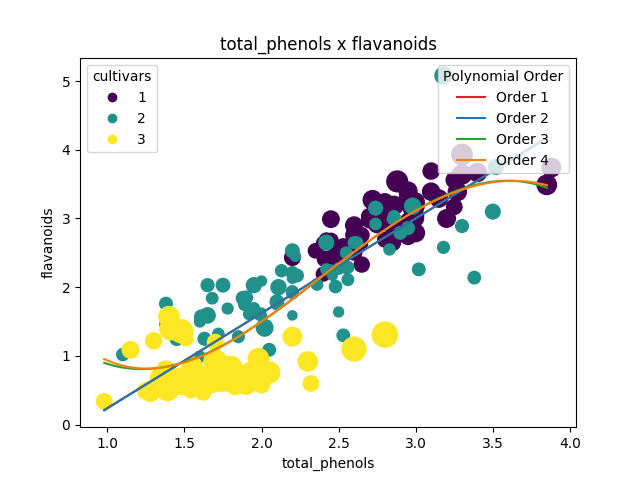 total_phenols x flavanoids
cultivars
1
2
3
Polynomial Order
Order 1
Order 2
Order 3
Order 4
flavanoids
5
4
3
2
1
0
1.0 1.5 2.0 2.5 3.0 3.5 4.0
total_phenols